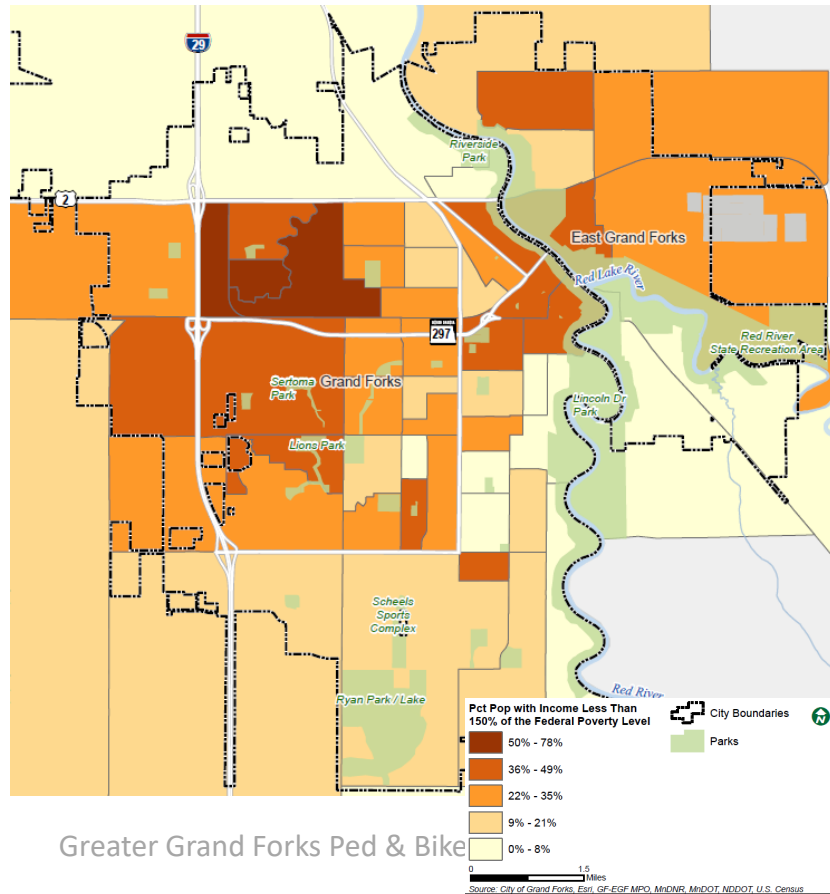 29
Riverside
Park
2
East Grand Forks
Red Lake River
297
Red River
State Recreation Area
Sertoma
Park
Grand Forks
Lincoln Dr
Park
Lions Park
Scheels
Sports
Complex
Ryan Park / Lake
Red River
Pct Pop with Income Less Than
150% of the Federal Poverty Level
50% - 78%
36% - 49%
22% - 35%
9% - 21%
0% - 8%
City Boundaries
Parks
N
0 1.5
Miles
Source: City of Grand Forks, Esri, GF-EGF MPO, MnDNR, MnDOT, NDDOT, U.S. Census
Greater Grand Forks Ped & Bike